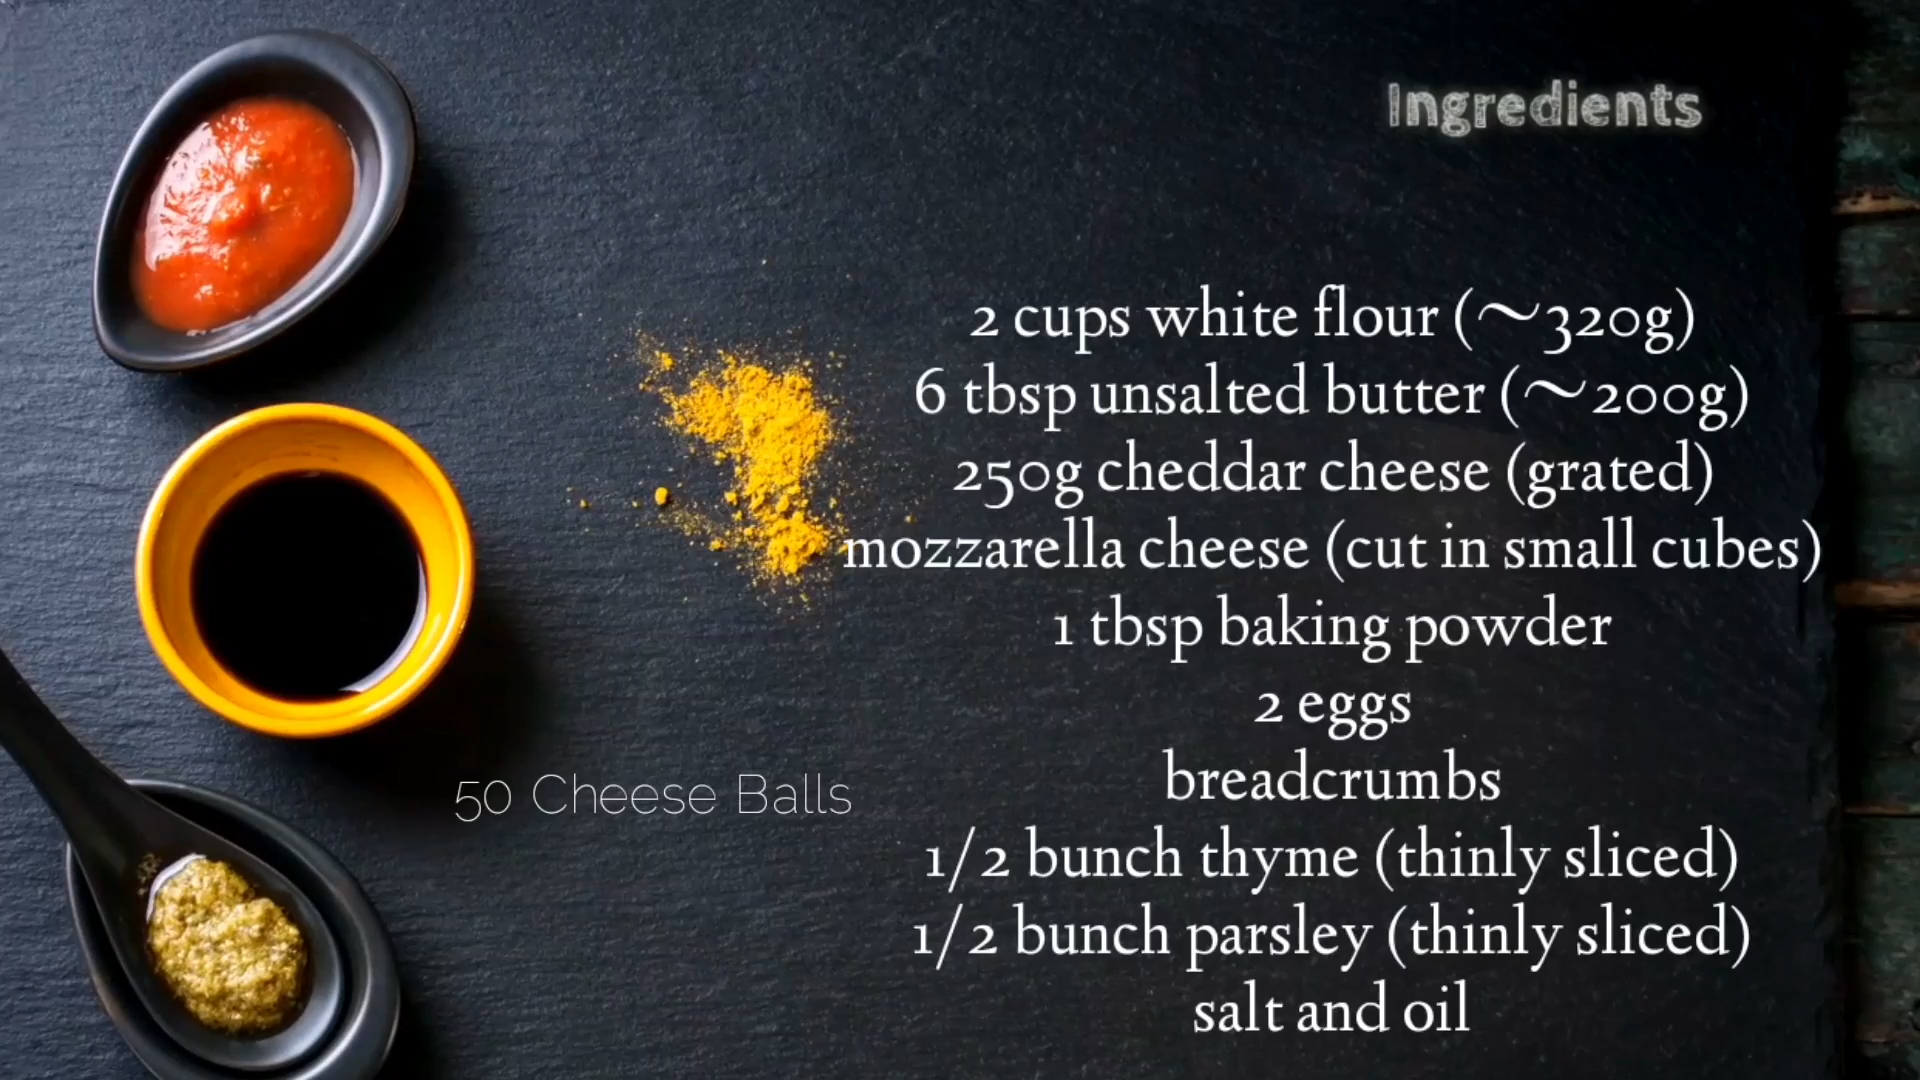 Ingredients
2 cups white flour (~320g)
6 tbsp unsalted butter (~200g)
250g cheddar cheese (grated)
mozzarella cheese (cut in small cubes)
1 tbsp baking powder
2 eggs
breadcrumbs
1/2 bunch thyme (thinly sliced)
1/2 bunch parsley (thinly sliced)
salt and oil
50 Cheese Balls